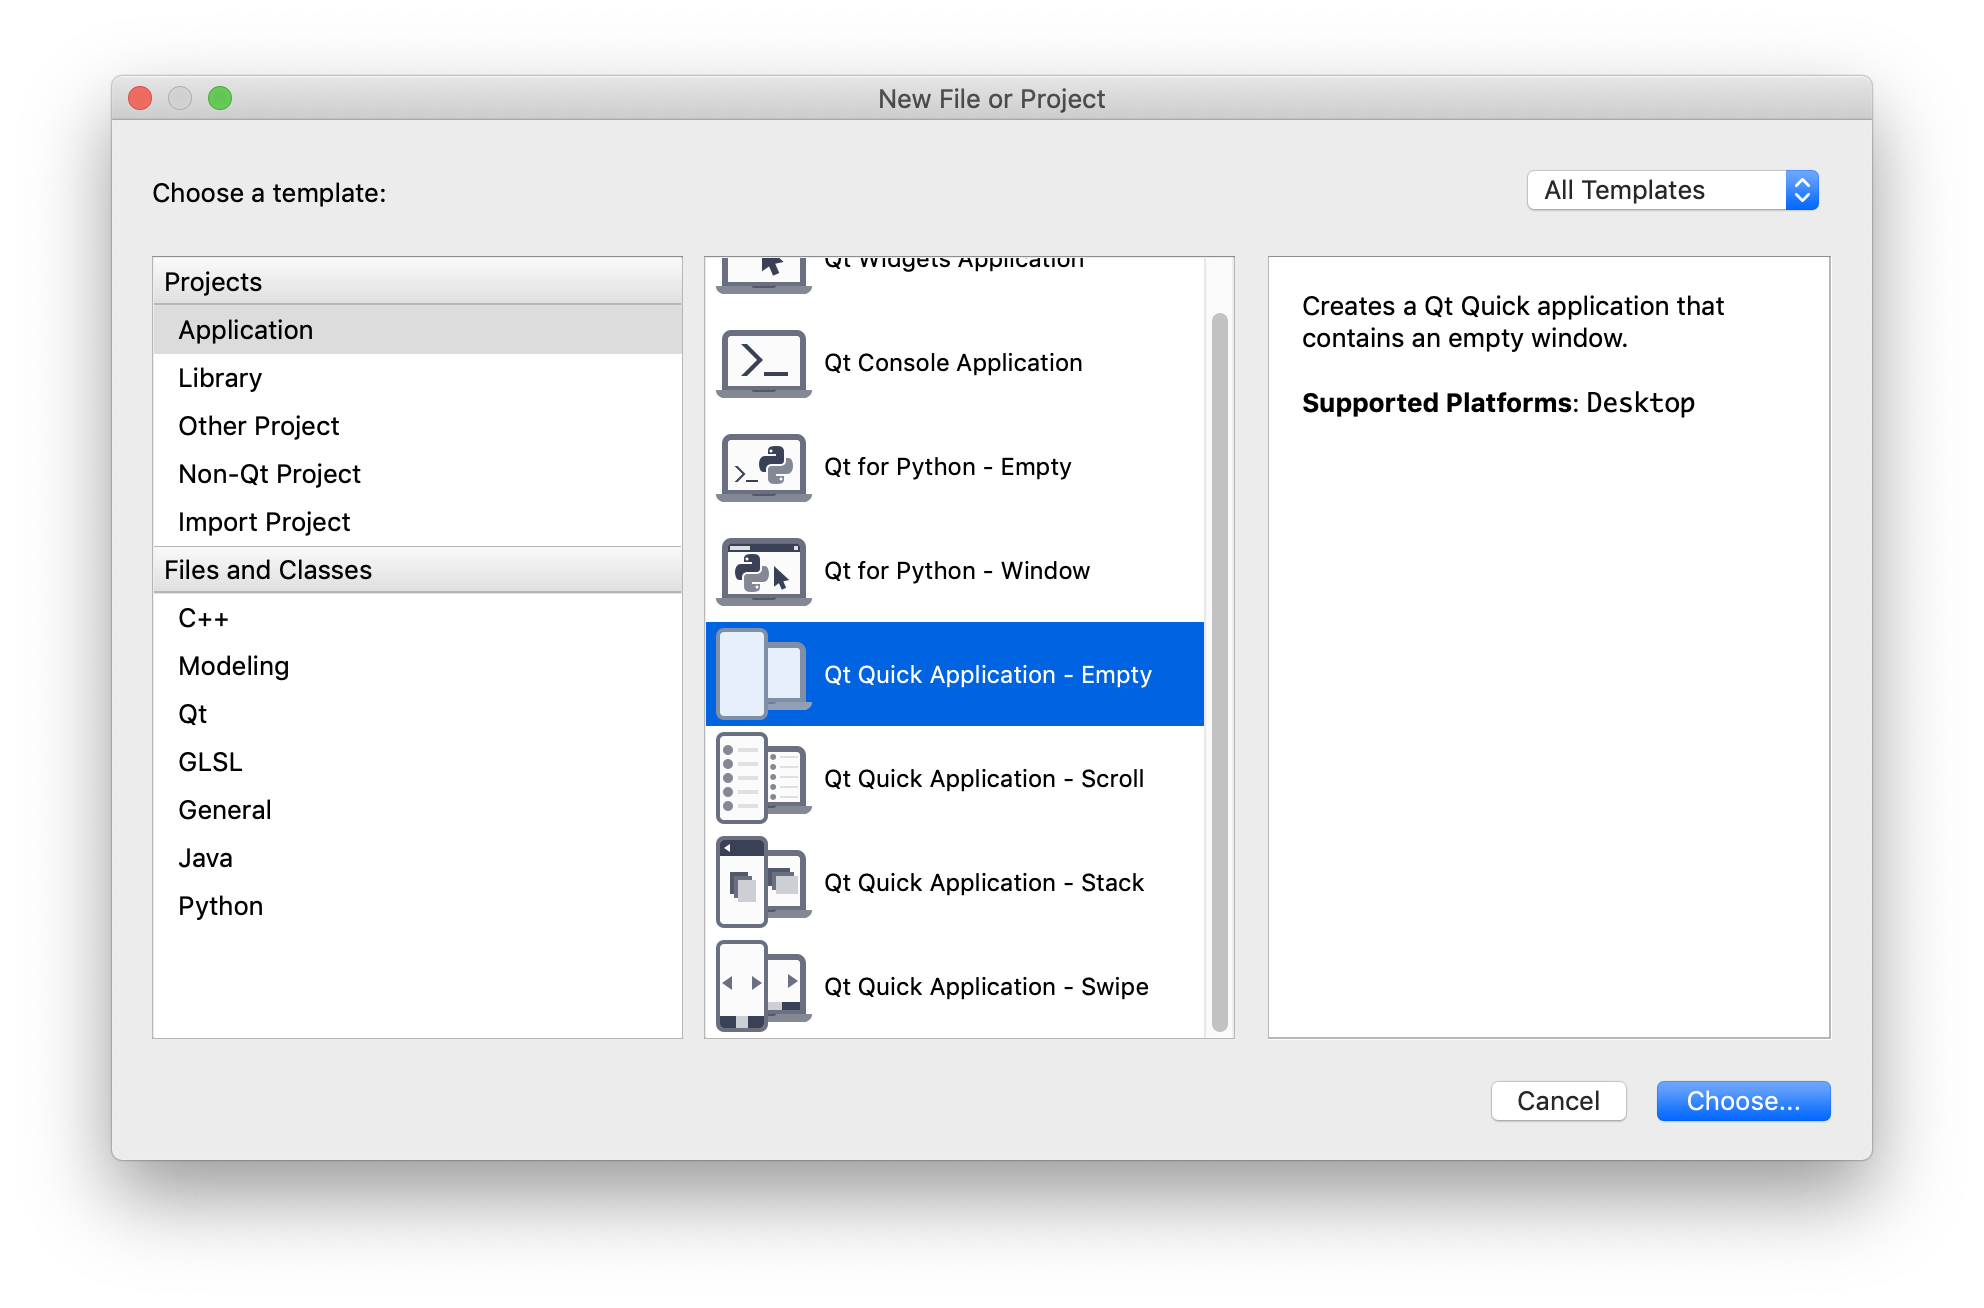 New File or Project
Choose a template:
All Templates
Projects
Application
Library
Other Project
Non-Qt Project
Import Project
Files and Classes
C++
Modeling
Qt
GLSL
General
Java
Python
Qt Widgets Application
Qt Console Application
Qt for Python - Empty
Qt for Python - Window
Qt Quick Application - Empty
Qt Quick Application - Scroll
Qt Quick Application - Stack
Qt Quick Application - Swipe
Creates a Qt Quick application that
contains an empty window.
Supported Platforms: Desktop
Cancel
Choose...